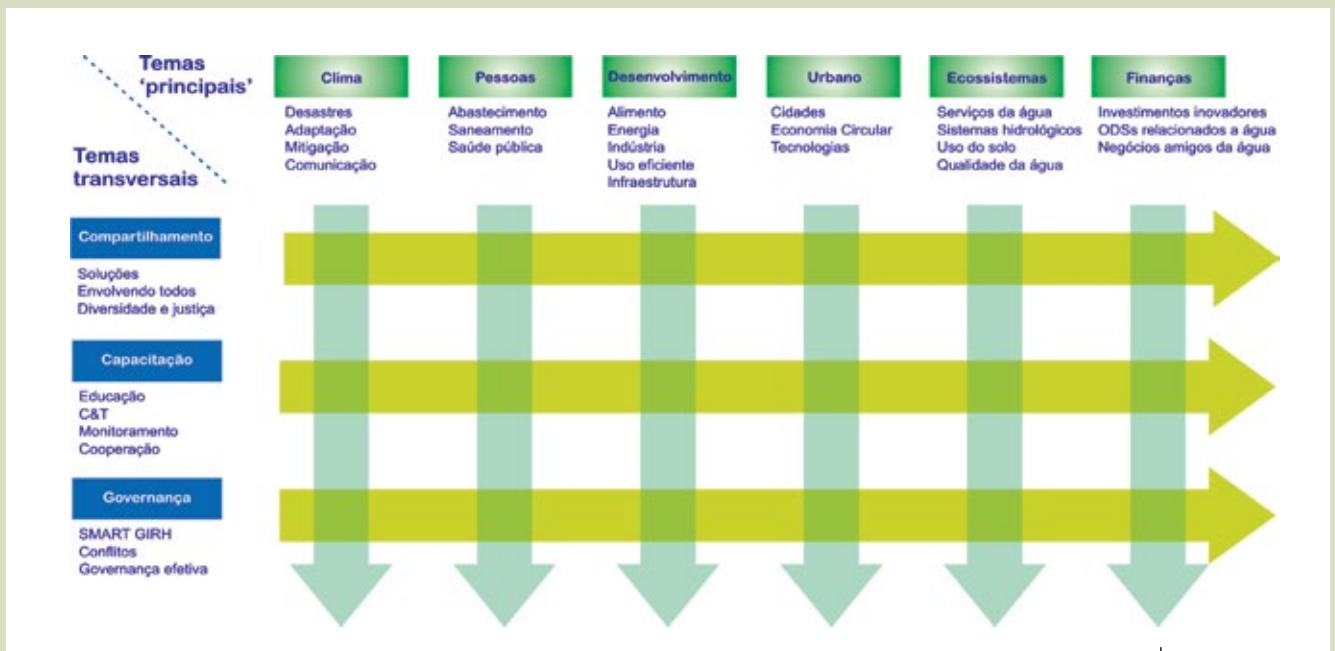 Temas
'principais'
Temas
transversais
Clima
Desastres
Adaptação
Mitigação
Comunicação
Pessoas
Abastecimento
Saneamento
Saúde pública
Desenvolvimento
Alimento
Energia
Indústria
Uso eficiente
Infraestrutura
Urbano
Cidades
Economia Circular
Tecnologias
Ecossistemas
Serviços da água
Sistemas hidrológicos
Uso do solo
Qualidade da água
Finanças
Investimentos inovadores
ODSs relacionados a água
Negócios amigos da água
Compartilhamento
Soluções
Envolvendo todos
Diversidade e justiça
Capacitação
Educação
C&T
Monitoramento
Cooperação
Governança
SMART GIRH
Conflitos
Governança efetiva